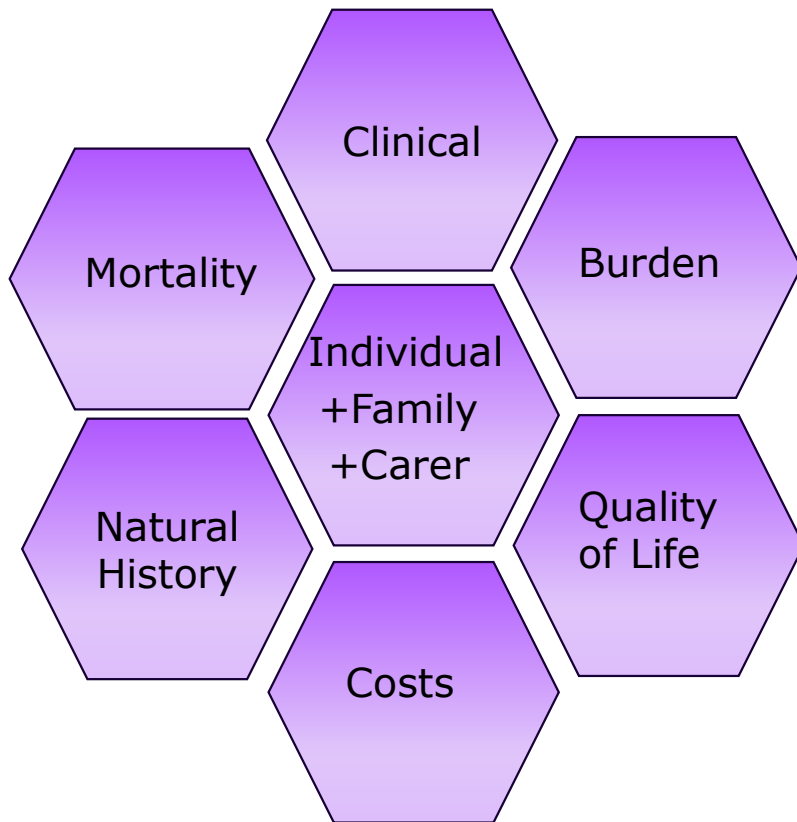 Clinical
Mortality
Burden
Individual
+Family
+Carer
Natural
History
Quality
of Life
Costs